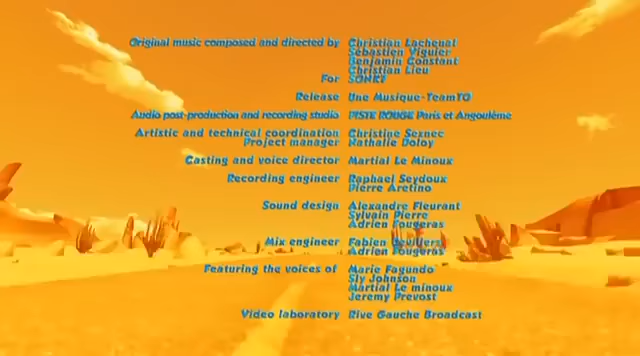 Original music composed and directed by Christian Lachenal
Sébastien Viguier
Benjamin Constant
Christian Lieu
For SONKY
Release Une Musique-TeamTO
Audio post-production and recording studio PISTE ROUGE Paris et Angoulême
Artistic and technical coordination Christine
Project manager Nathalie Doloy
Casting and voice director Martial Le Minoux
Recording engineer Raphael Seydoux
Pierre Aretino
Sound design Alexandre Fleurant
Sylvain Pierre
Adrien Fougeras
Mix engineer Fabien Devillers
Adrien Fougeras
Featuring the voices of Marie Fagundo
Sly Johnson
Martial Le minoux
Jeremy Prevost
Video laboratory Rive Gauche Broadcast